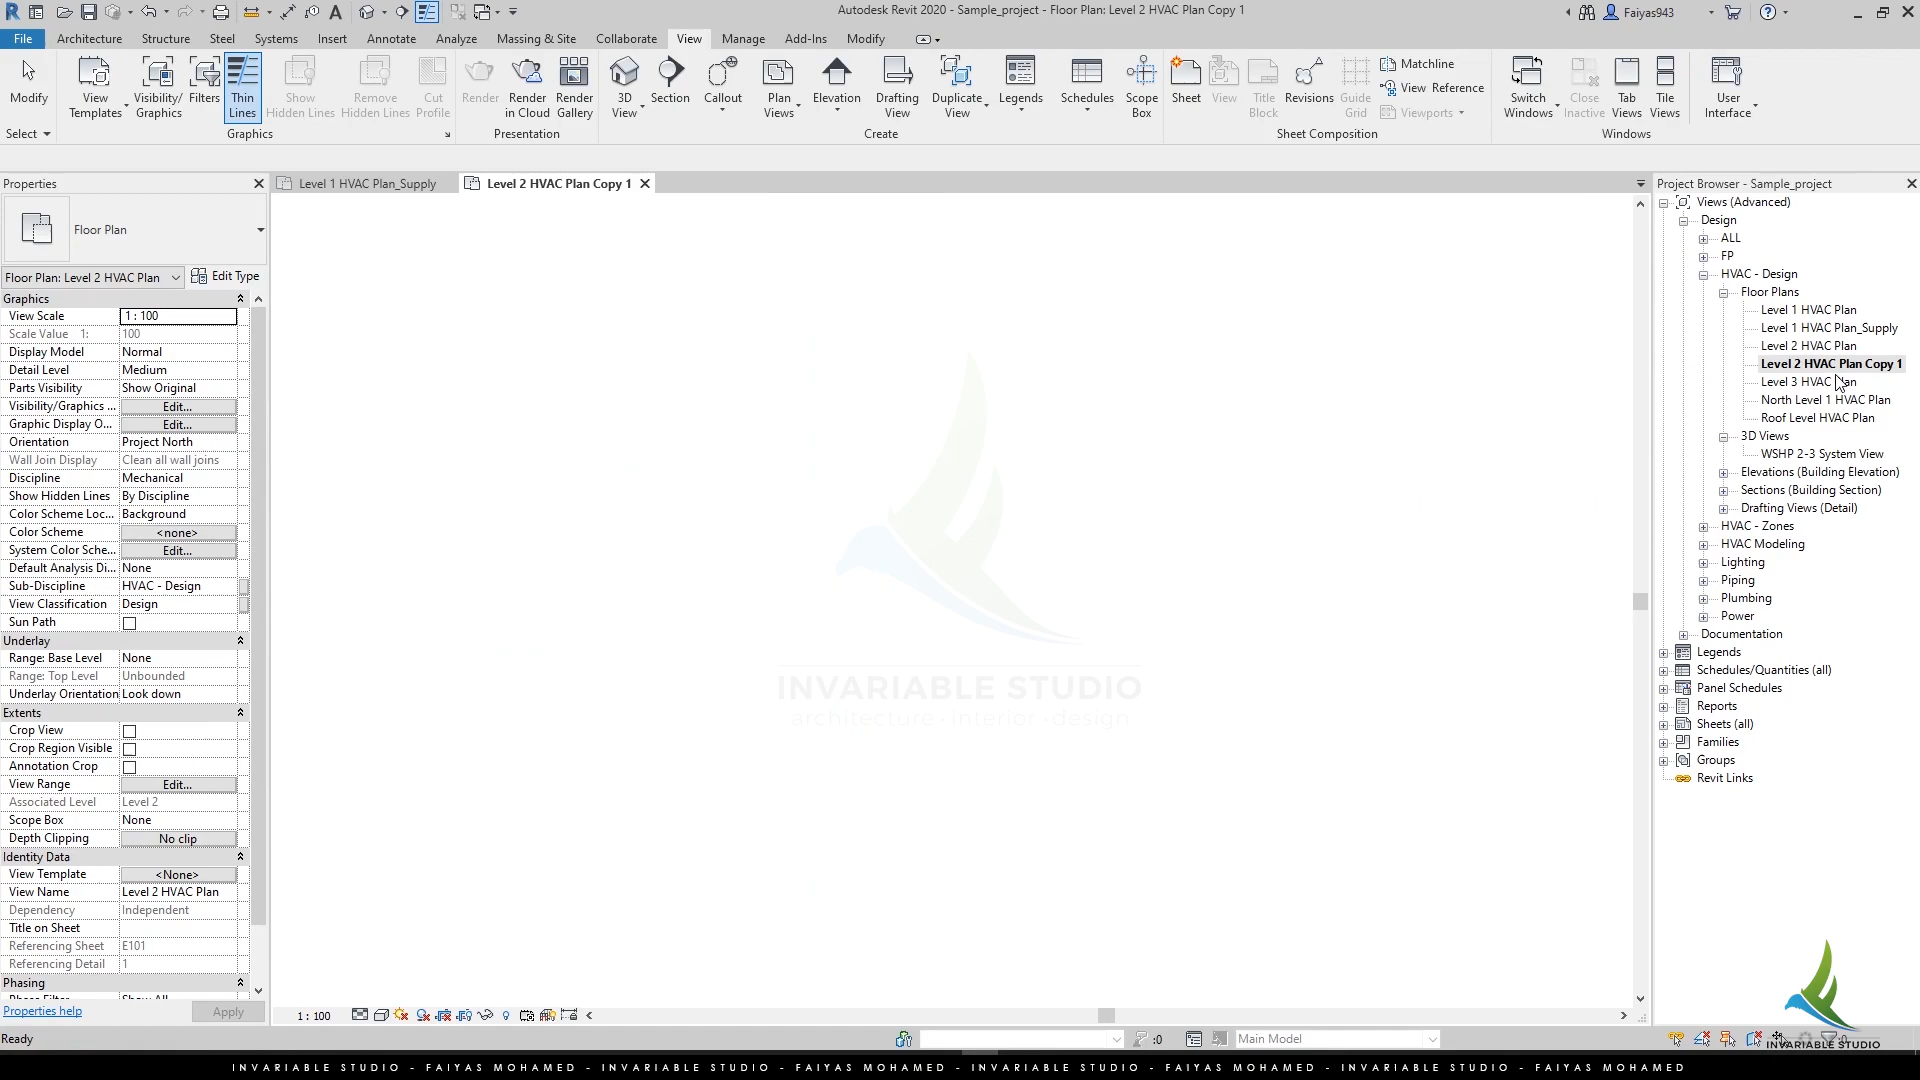 Autodesk Revit 2020 - Sample_project - Floor Plan: Level 2 HVAC Plan Copy 1
Faiyas943
File Architecture Structure Steel Systems Insert Annotate Analyze Massing & Site Collaborate View Manage Add-Ins Modify
Modify
View Templates
Visibility/ Graphics
Filters
Thin Lines
Show Hidden Lines
Remove Hidden Lines
Cut Profile
Render
Render in Cloud
Render Gallery
3D View
Section
Callout
Plan Views
Elevation
Drafting View
Duplicate View
Legends
Schedules
Scope Box
Sheet
View
Title Block
Revisions
Guide Grid
Matchline
View Reference
Viewports
Switch Windows
Close Inactive
Tab Views
Tile Views
User Interface
Select Graphics Presentation Create Sheet Composition Windows
Properties
Floor Plan
Floor Plan: Level 2 HVAC Plan Edit Type
Graphics
View Scale 1 : 100
Scale Value 1: 100
Display Model Normal
Detail Level Medium
Parts Visibility Show Original
Visibility/Graphics ... Edit...
Graphic Display O... Edit...
Orientation Project North
Wall Join Display Clean all wall joins
Discipline Mechanical
Show Hidden Lines By Discipline
Color Scheme Loc... Background
Color Scheme <none>
System Color Sche... Edit...
Default Analysis Di... None
Sub-Discipline HVAC - Design
View Classification Design
Sun Path
Underlay
Range: Base Level None
Range: Top Level Unbounded
Underlay Orientation Look down
Extents
Crop View
Crop Region Visible
Annotation Crop
View Range Edit...
Associated Level Level 2
Scope Box None
Depth Clipping No clip
Identity Data
View Template <None>
View Name Level 2 HVAC Plan
Dependency Independent
Title on Sheet
Referencing Sheet E101
Referencing Detail 1
Phasing
Properties help Apply
Level 1 HVAC Plan_Supply Level 2 HVAC Plan Copy 1
INVARIABLE STUDIO
architecture · interior · design
1 : 100
Project Browser - Sample_project
Views (Advanced)
Design
ALL
FP
HVAC - Design
Floor Plans
Level 1 HVAC Plan
Level 1 HVAC Plan_Supply
Level 2 HVAC Plan
Level 2 HVAC Plan Copy 1
Level 3 HVAC Plan
North Level 1 HVAC Plan
Roof Level HVAC Plan
3D Views
WSHP 2-3 System View
Elevations (Building Elevation)
Sections (Building Section)
Drafting Views (Detail)
HVAC - Zones
HVAC Modeling
Lighting
Piping
Plumbing
Power
Documentation
Legends
Schedules/Quantities (all)
Panel Schedules
Reports
Sheets (all)
Families
Groups
Revit Links
Ready
:0
Main Model
INVARIABLE STUDIO
INVARIABLE STUDIO - FAIYAS MOHAMED - INVARIABLE STUDIO - FAIYAS MOHAMED - INVARIABLE STUDIO - FAIYAS MOHAMED - INVARIABLE STUDIO - FAIYAS MOHAMED